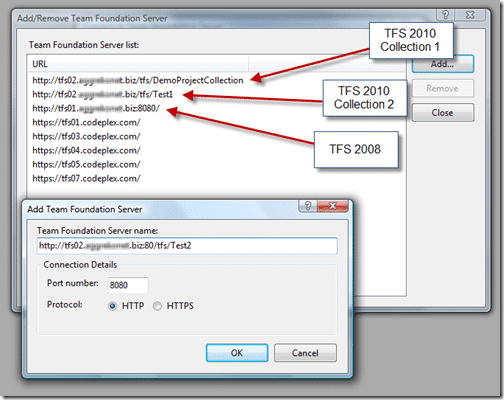 Add/Remove Team Foundation Server
Team Foundation Server list:
URL
http://tfs02. .biz/tfs/DemoProjectCollection
http://tfs02. .biz/tfs/Test1
http://tfs01. .biz:8080/
https://tfs01.codeplex.com/
https://tfs03.codeplex.com/
https://tfs04.codeplex.com/
https://tfs05.codeplex.com/
https://tfs06.codeplex.com/
https://tfs07.codeplex.com/
TFS 2010
Collection 1
TFS 2010
Collection 2
TFS 2008
Add...
Remove
Close
Add Team Foundation Server
Team Foundation Server name:
http://tfs02. .biz:80/tfs/Test2
Connection Details
Port number: 8080
Protocol: HTTP HTTPS
OK Cancel